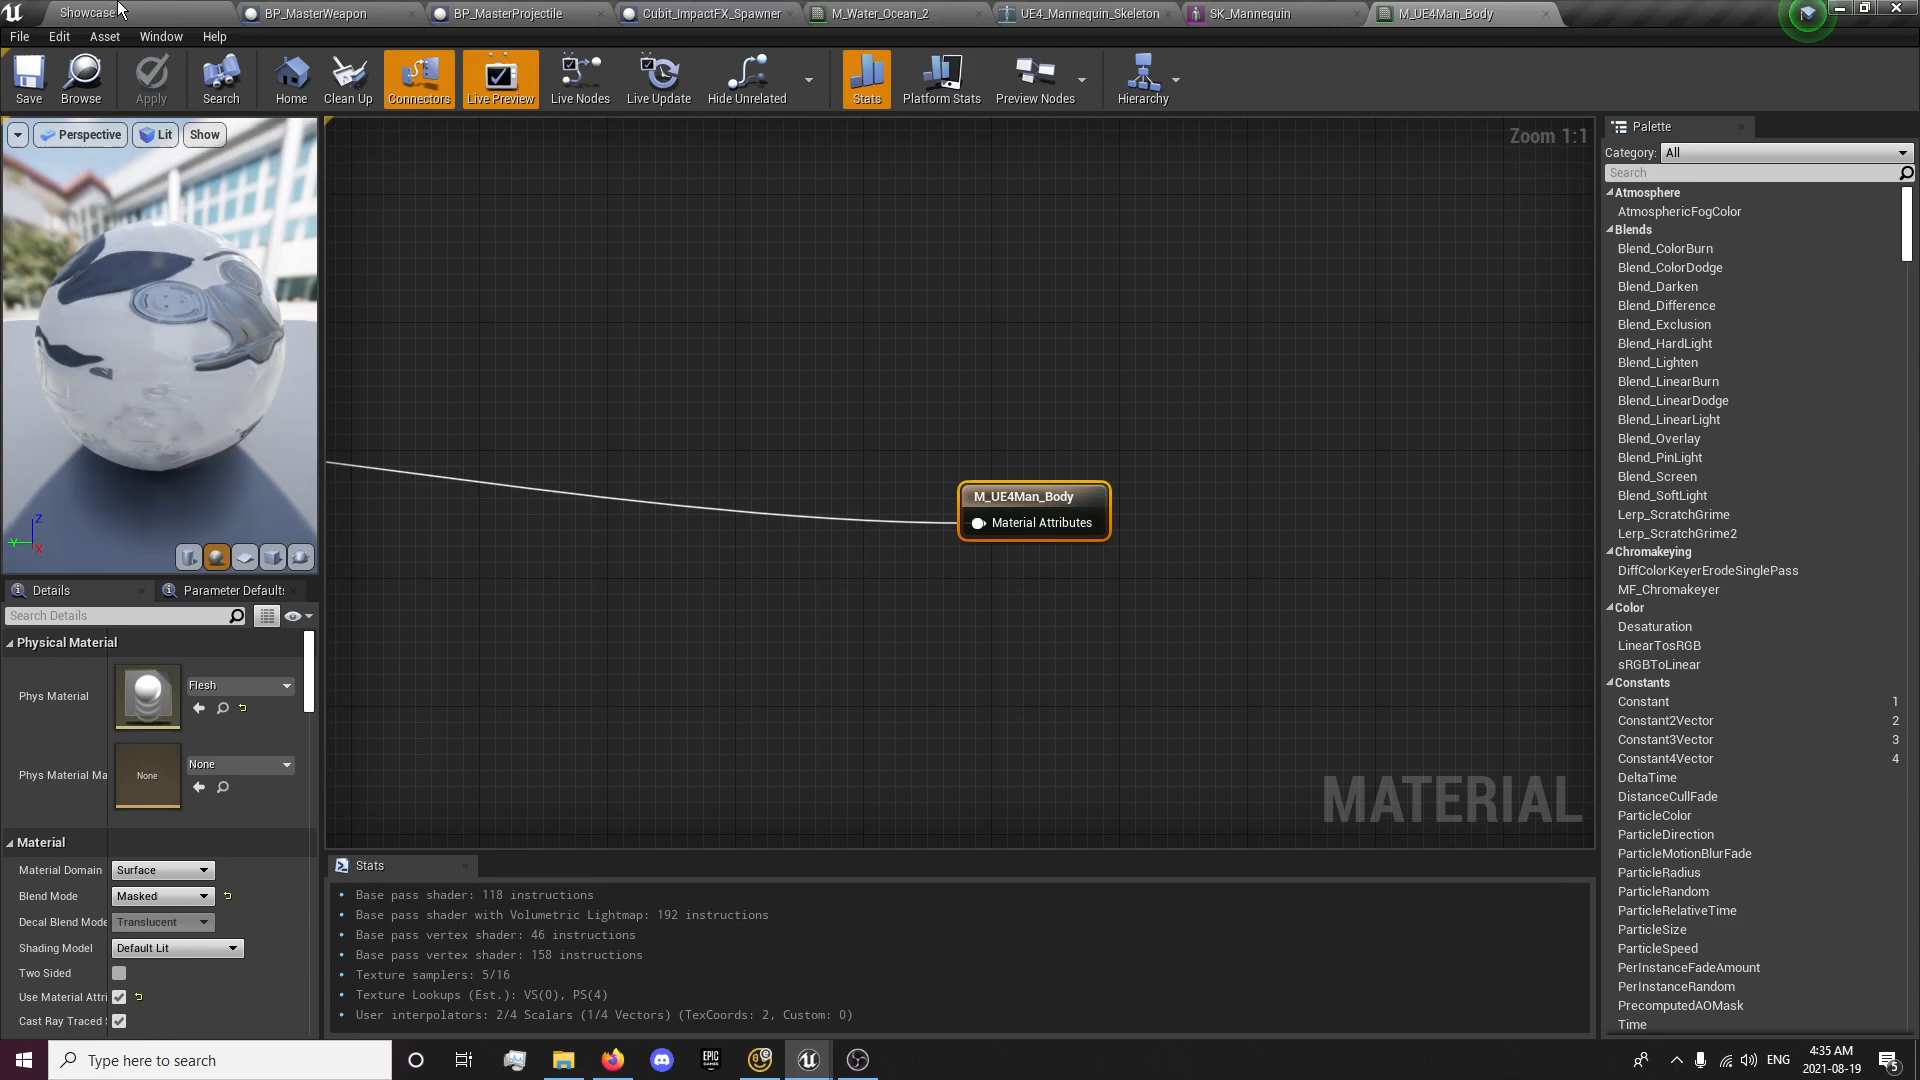 Showcase
BP_MasterWeapon
BP_MasterProjectile
Cubit_ImpactFX_Spawner
M_Water_Ocean_2
UE4_Mannequin_Skeleton
SK_Mannequin
M_UE4Man_Body
File Edit Asset Window Help
Save Browse Apply Search Home Clean Up Connectors Live Preview Live Nodes Live Update Hide Unrelated Stats Platform Stats Preview Nodes Hierarchy
Perspective Lit Show
Zoom 1:1
Palette
Category: All
Search
Atmosphere
AtmosphericFogColor
Blends
Blend_ColorBurn
Blend_ColorDodge
Blend_Darken
Blend_Difference
Blend_Exclusion
Blend_HardLight
Blend_Lighten
Blend_LinearBurn
Blend_LinearDodge
Blend_LinearLight
Blend_Overlay
Blend_PinLight
Blend_Screen
Blend_SoftLight
Lerp_ScratchGrime
Lerp_ScratchGrime2
Chromakeying
DiffColorKeyerErodeSinglePass
MF_Chromakeyer
Color
Desaturation
LinearTosRGB
sRGBToLinear
Constants
Constant 1
Constant2Vector 2
Constant3Vector 3
Constant4Vector 4
DeltaTime
DistanceCullFade
ParticleColor
ParticleDirection
ParticleMotionBlurFade
ParticleRadius
ParticleRandom
ParticleRelativeTime
ParticleSize
ParticleSpeed
PerInstanceFadeAmount
PerInstanceRandom
PrecomputedAOMask
Time
M_UE4Man_Body
Material Attributes
MATERIAL
Z
Y
X
Details
Parameter Default:
Search Details
Physical Material
Phys Material
Flesh
Phys Material Ma
None
None
Material
Material Domain Surface
Blend Mode Masked
Decal Blend Mode Translucent
Shading Model Default Lit
Two Sided
Use Material Attri
Cast Ray Traced
Stats
• Base pass shader: 118 instructions
• Base pass shader with Volumetric Lightmap: 192 instructions
• Base pass vertex shader: 46 instructions
• Base pass vertex shader: 158 instructions
• Texture samplers: 5/16
• Texture Lookups (Est.): VS(0), PS(4)
• User interpolators: 2/4 Scalars (1/4 Vectors) (TexCoords: 2, Custom: 0)
Type here to search
EPIC
ENG
4:35 AM
2021-08-19
5